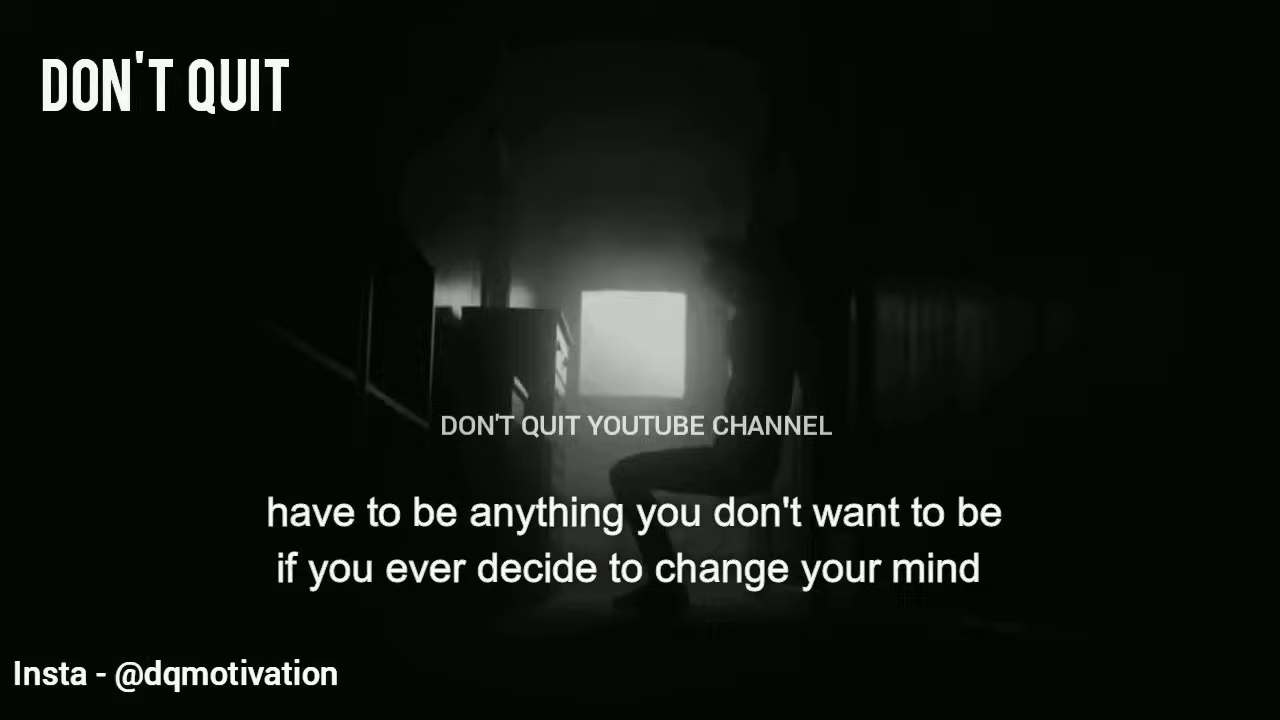 DON'T QUIT
DON'T QUIT YOUTUBE CHANNEL
have to be anything you don't want to be
if you ever decide to change your mind
Insta - @dqmotivation